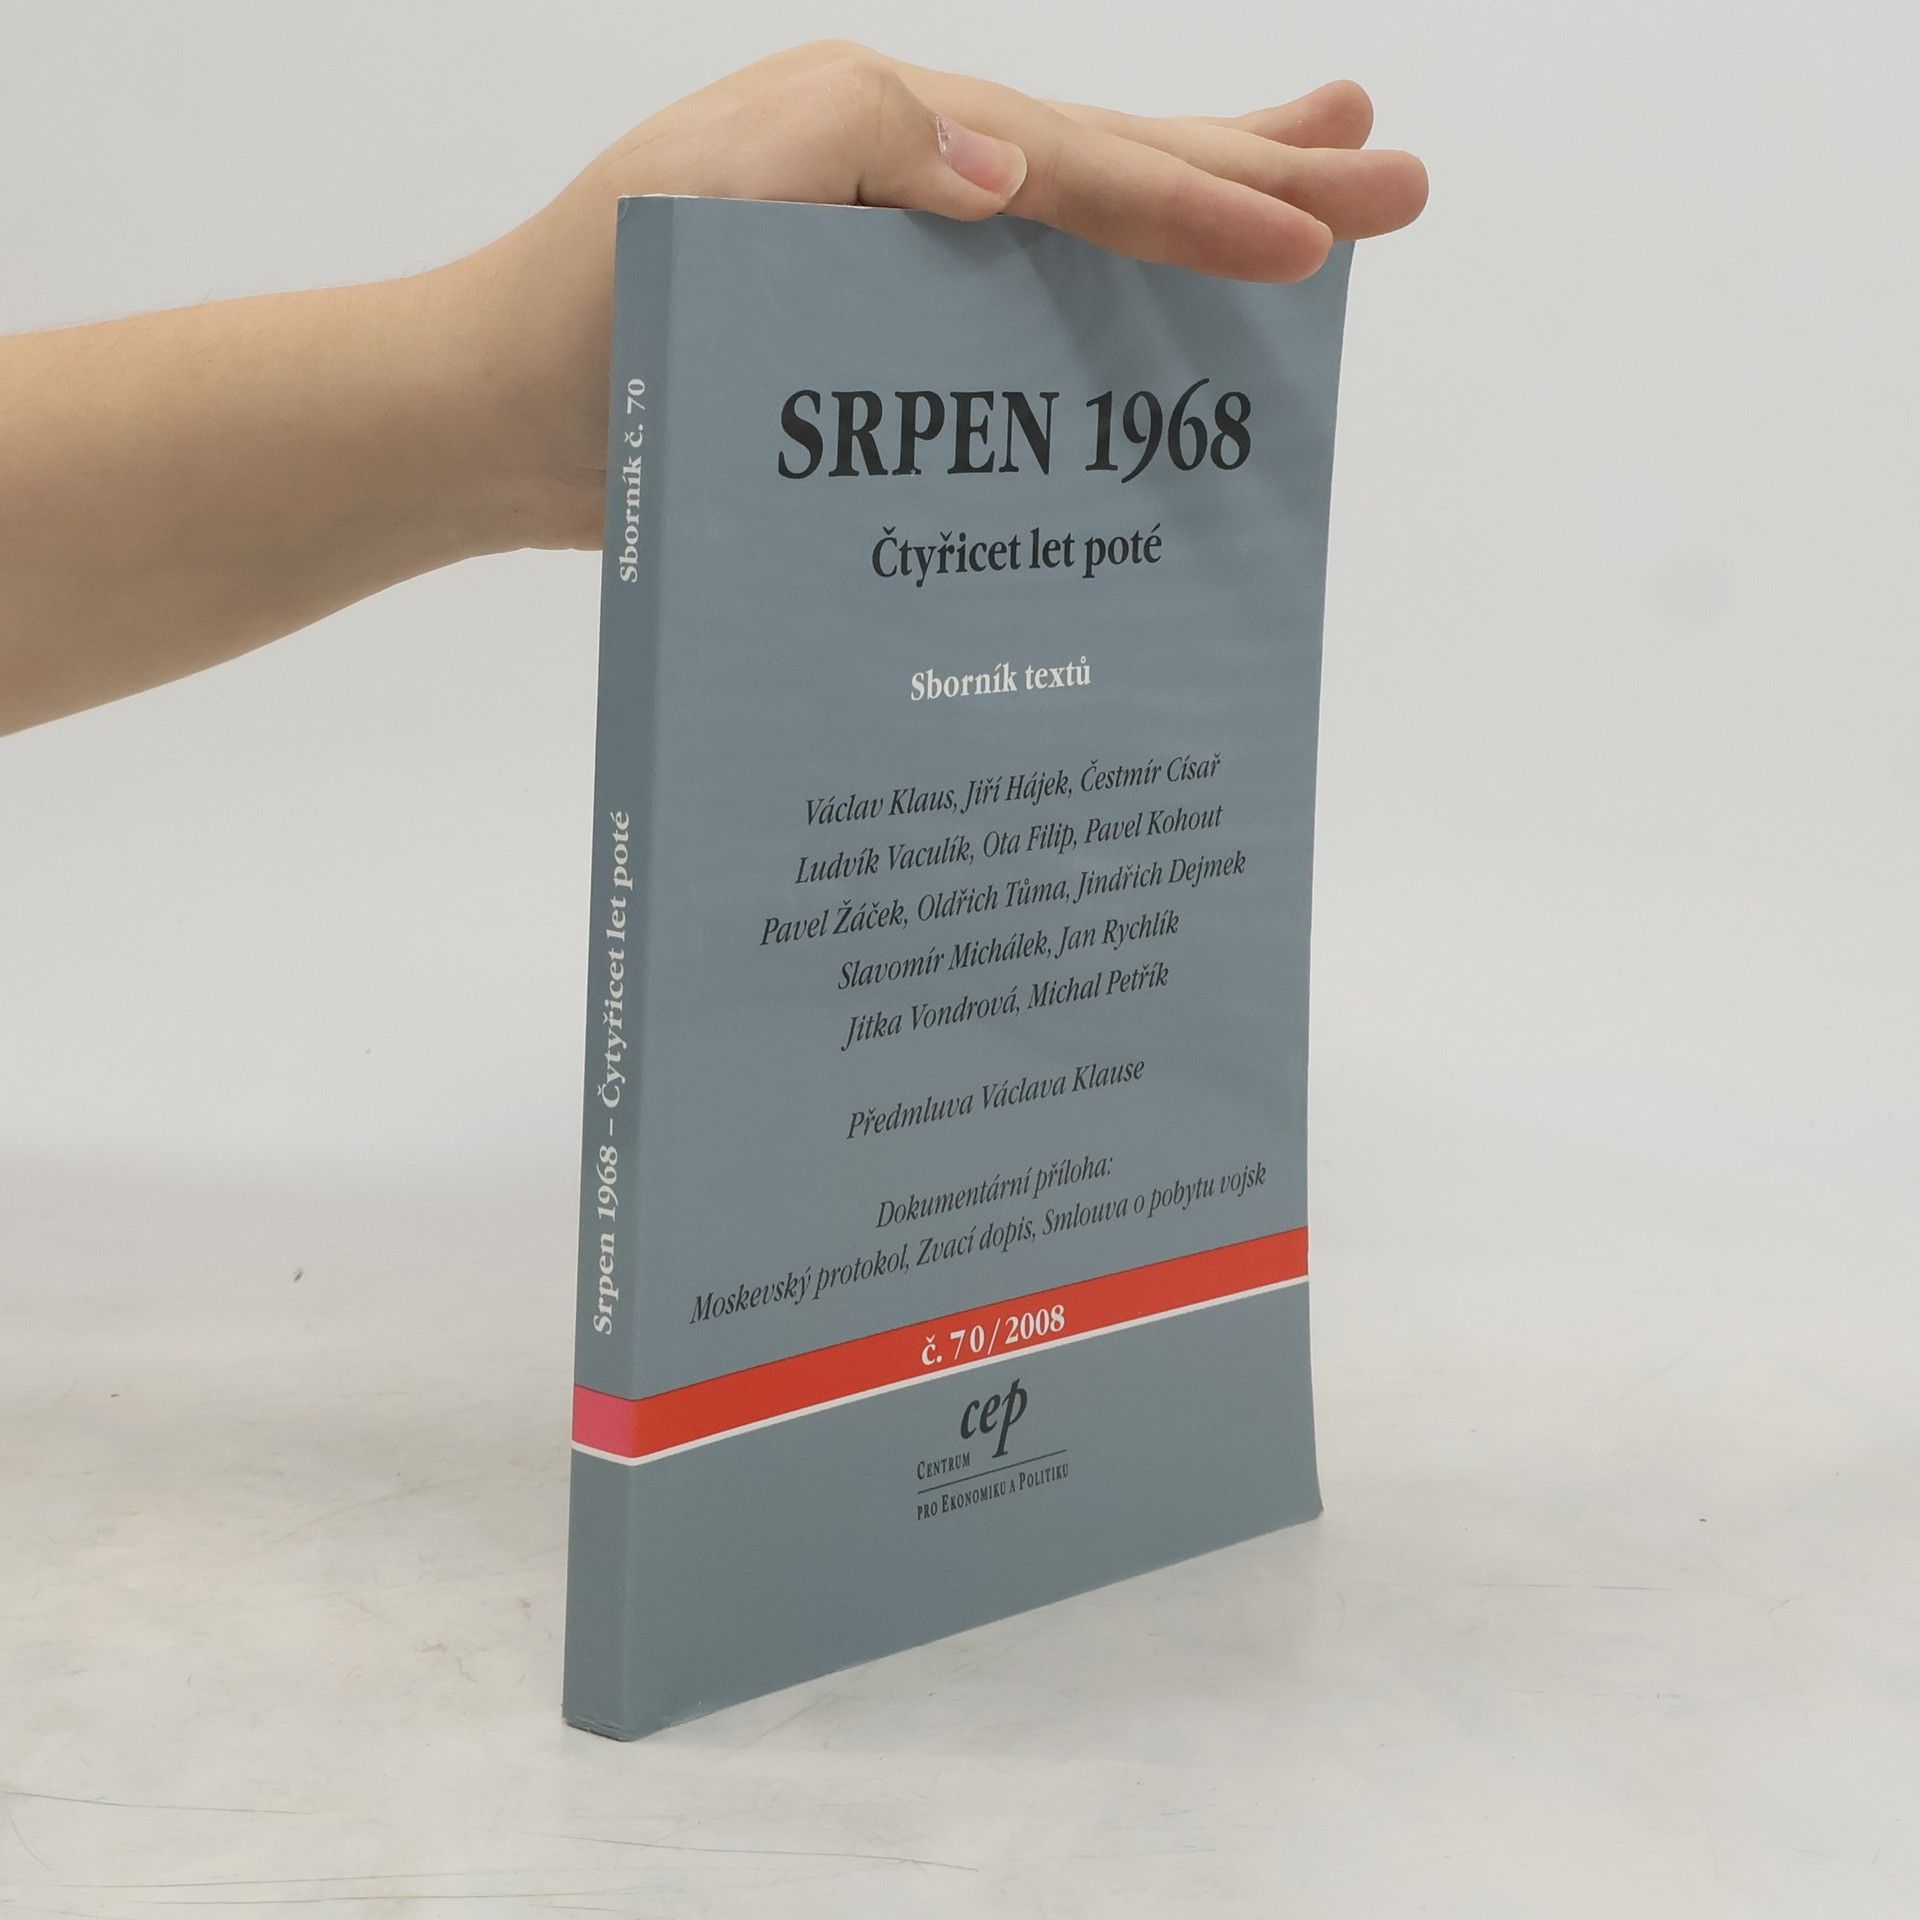 SRPEN 1968
Čtyřicet let poté
Sborník textů
Václav Klaus, Jiří Hájek, Čestmír Císař
Ludvík Vaculík, Ota Filip, Pavel Kohout
Pavel Žáček, Oldřich Tůma, Jindřich Dejmek
Slavomír Michálek, Jan Rychlík
Jitka Vondrová, Michal Petřík
Předmluva Václava Klause
Dokumentární příloha:
Moskevský protokol, Zvací dopis, Smlouva o pobytu vojsk
č. 70/2008
cep
CENTRUM
PRO EKONOMIKU A POLITIKU
Srpen 1968 – Čytyřicet let poté
Sborník č. 70